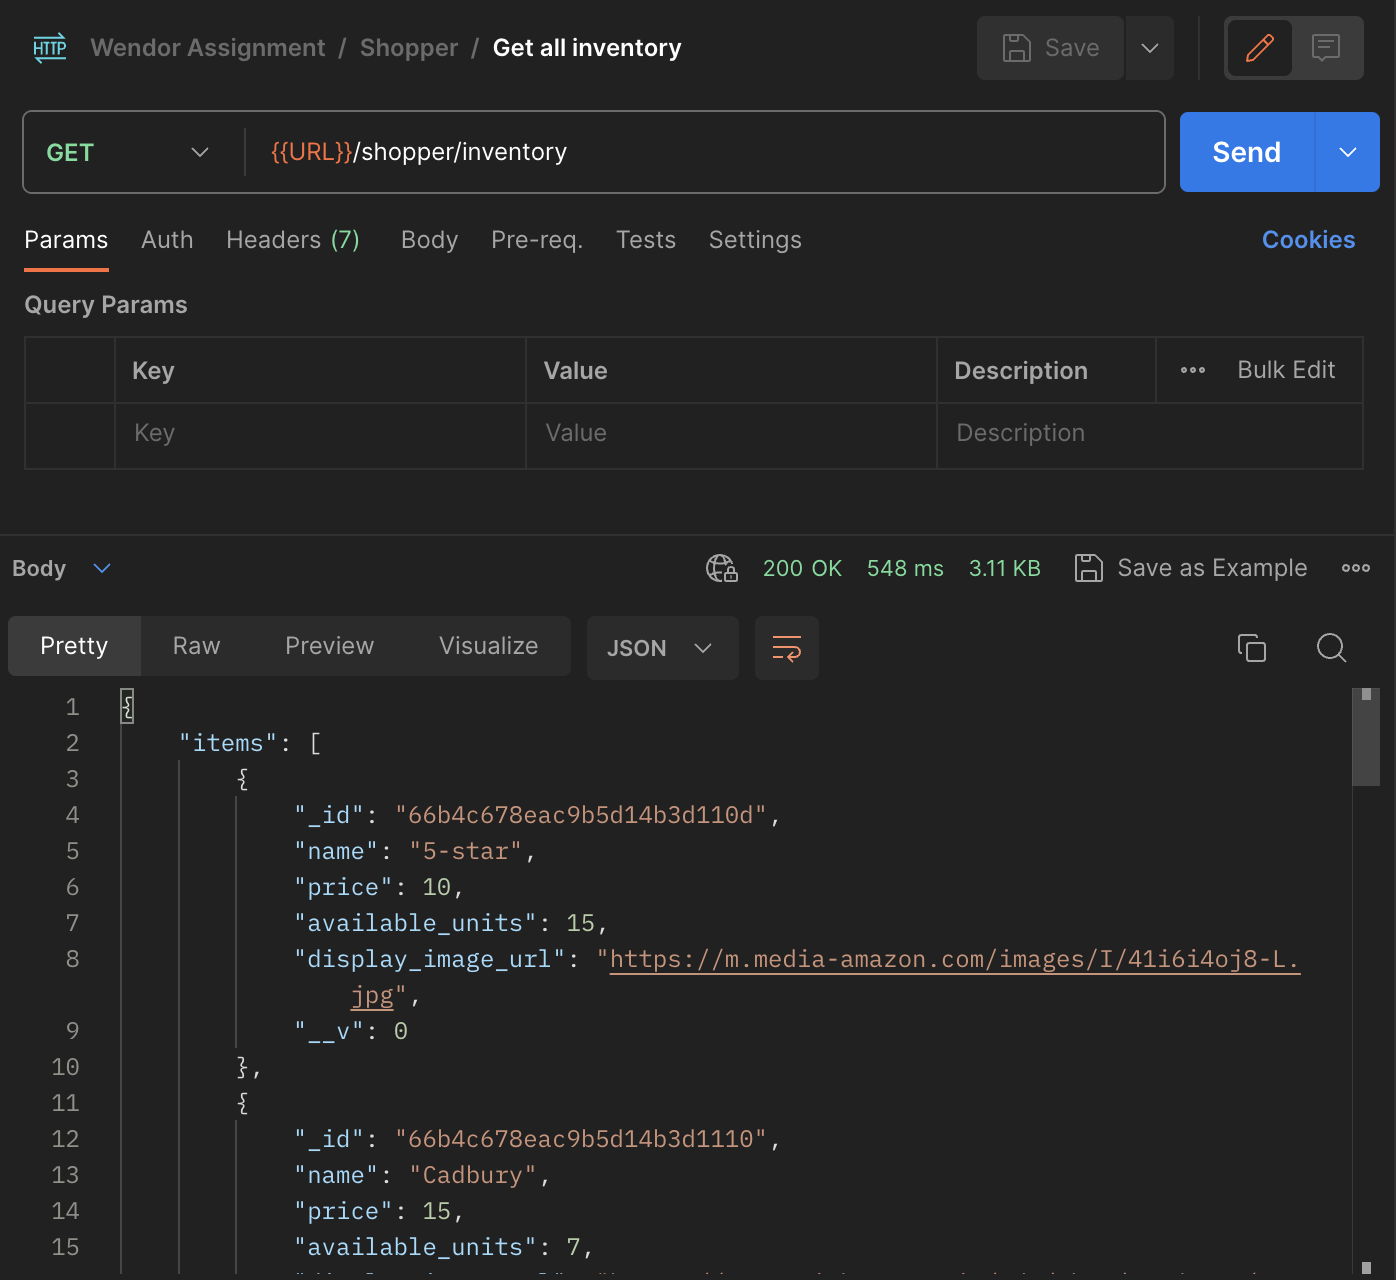 HTTP Wendor Assignment / Shopper / Get all inventory Save
GET {{URL}}/shopper/inventory Send
Params Auth Headers (7) Body Pre-req. Tests Settings Cookies
Query Params
Key Value Description Bulk Edit
Key Value Description
Body 200 OK 548 ms 3.11 KB Save as Example
Pretty Raw Preview Visualize JSON
1 {
2 "items": [
3 {
4 "_id": "66b4c678eac9b5d14b3d110d",
5 "name": "5-star",
6 "price": 10,
7 "available_units": 15,
8 "display_image_url": "https://m.media-amazon.com/images/I/41i6i4oj8-L.
jpg",
9 "__v": 0
10 },
11 {
12 "_id": "66b4c678eac9b5d14b3d1110",
13 "name": "Cadbury",
14 "price": 15,
15 "available_units": 7,